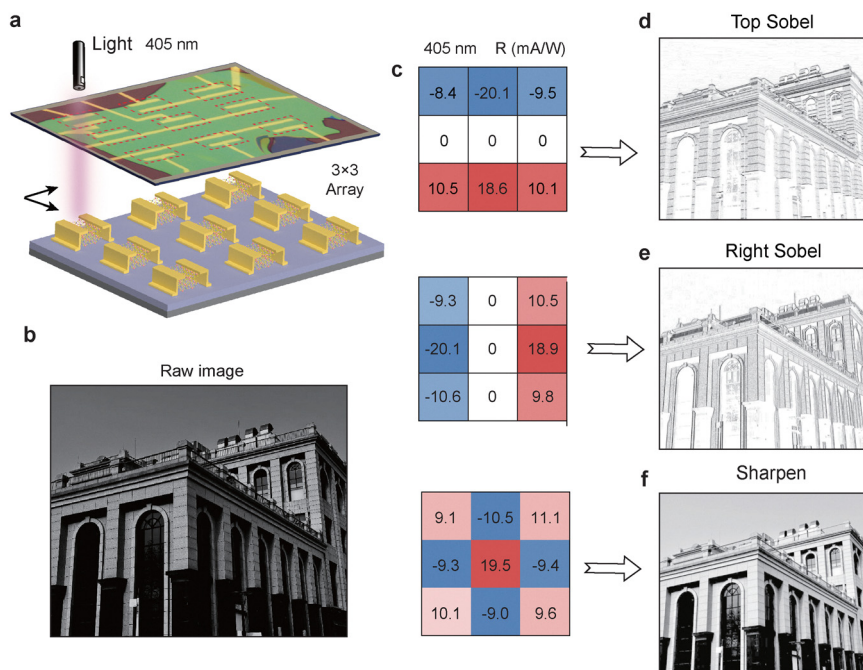 a
Light 405 nm
3×3
Array
b
Raw image
c
405 nm R (mA/W)
-8.4 -20.1 -9.5
0 0 0
10.5 18.6 10.1
-9.3 0 10.5
-20.1 0 18.9
-10.6 0 9.8
9.1 -10.5 11.1
-9.3 19.5 -9.4
10.1 -9.0 9.6
d
Top Sobel
e
Right Sobel
f
Sharpen